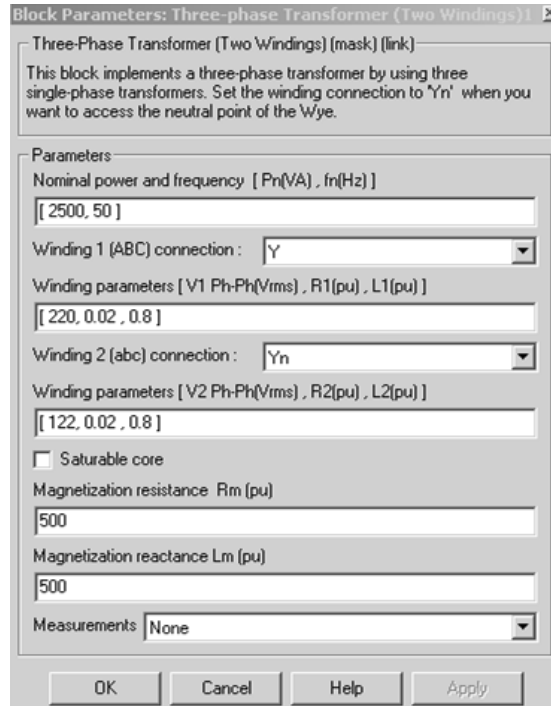 Block Parameters: Three-phase Transformer (Two Windings)1
Three-Phase Transformer (Two Windings) (mask) (link)
This block implements a three-phase transformer by using three
single-phase transformers. Set the winding connection to 'Yn' when you
want to access the neutral point of the Wye.
Parameters
Nominal power and frequency [ Pn(VA) , fn(Hz) ]
[ 2500, 50 ]
Winding 1 (ABC) connection : Y
Winding parameters [ V1 Ph-Ph(Vrms) , R1(pu) , L1(pu) ]
[ 220, 0.02 , 0.8 ]
Winding 2 (abc) connection : Yn
Winding parameters [ V2 Ph-Ph(Vrms) , R2(pu) , L2(pu) ]
[ 122, 0.02 , 0.8 ]
Saturable core
Magnetization resistance Rm (pu)
500
Magnetization reactance Lm (pu)
500
Measurements None
OK Cancel Help Apply